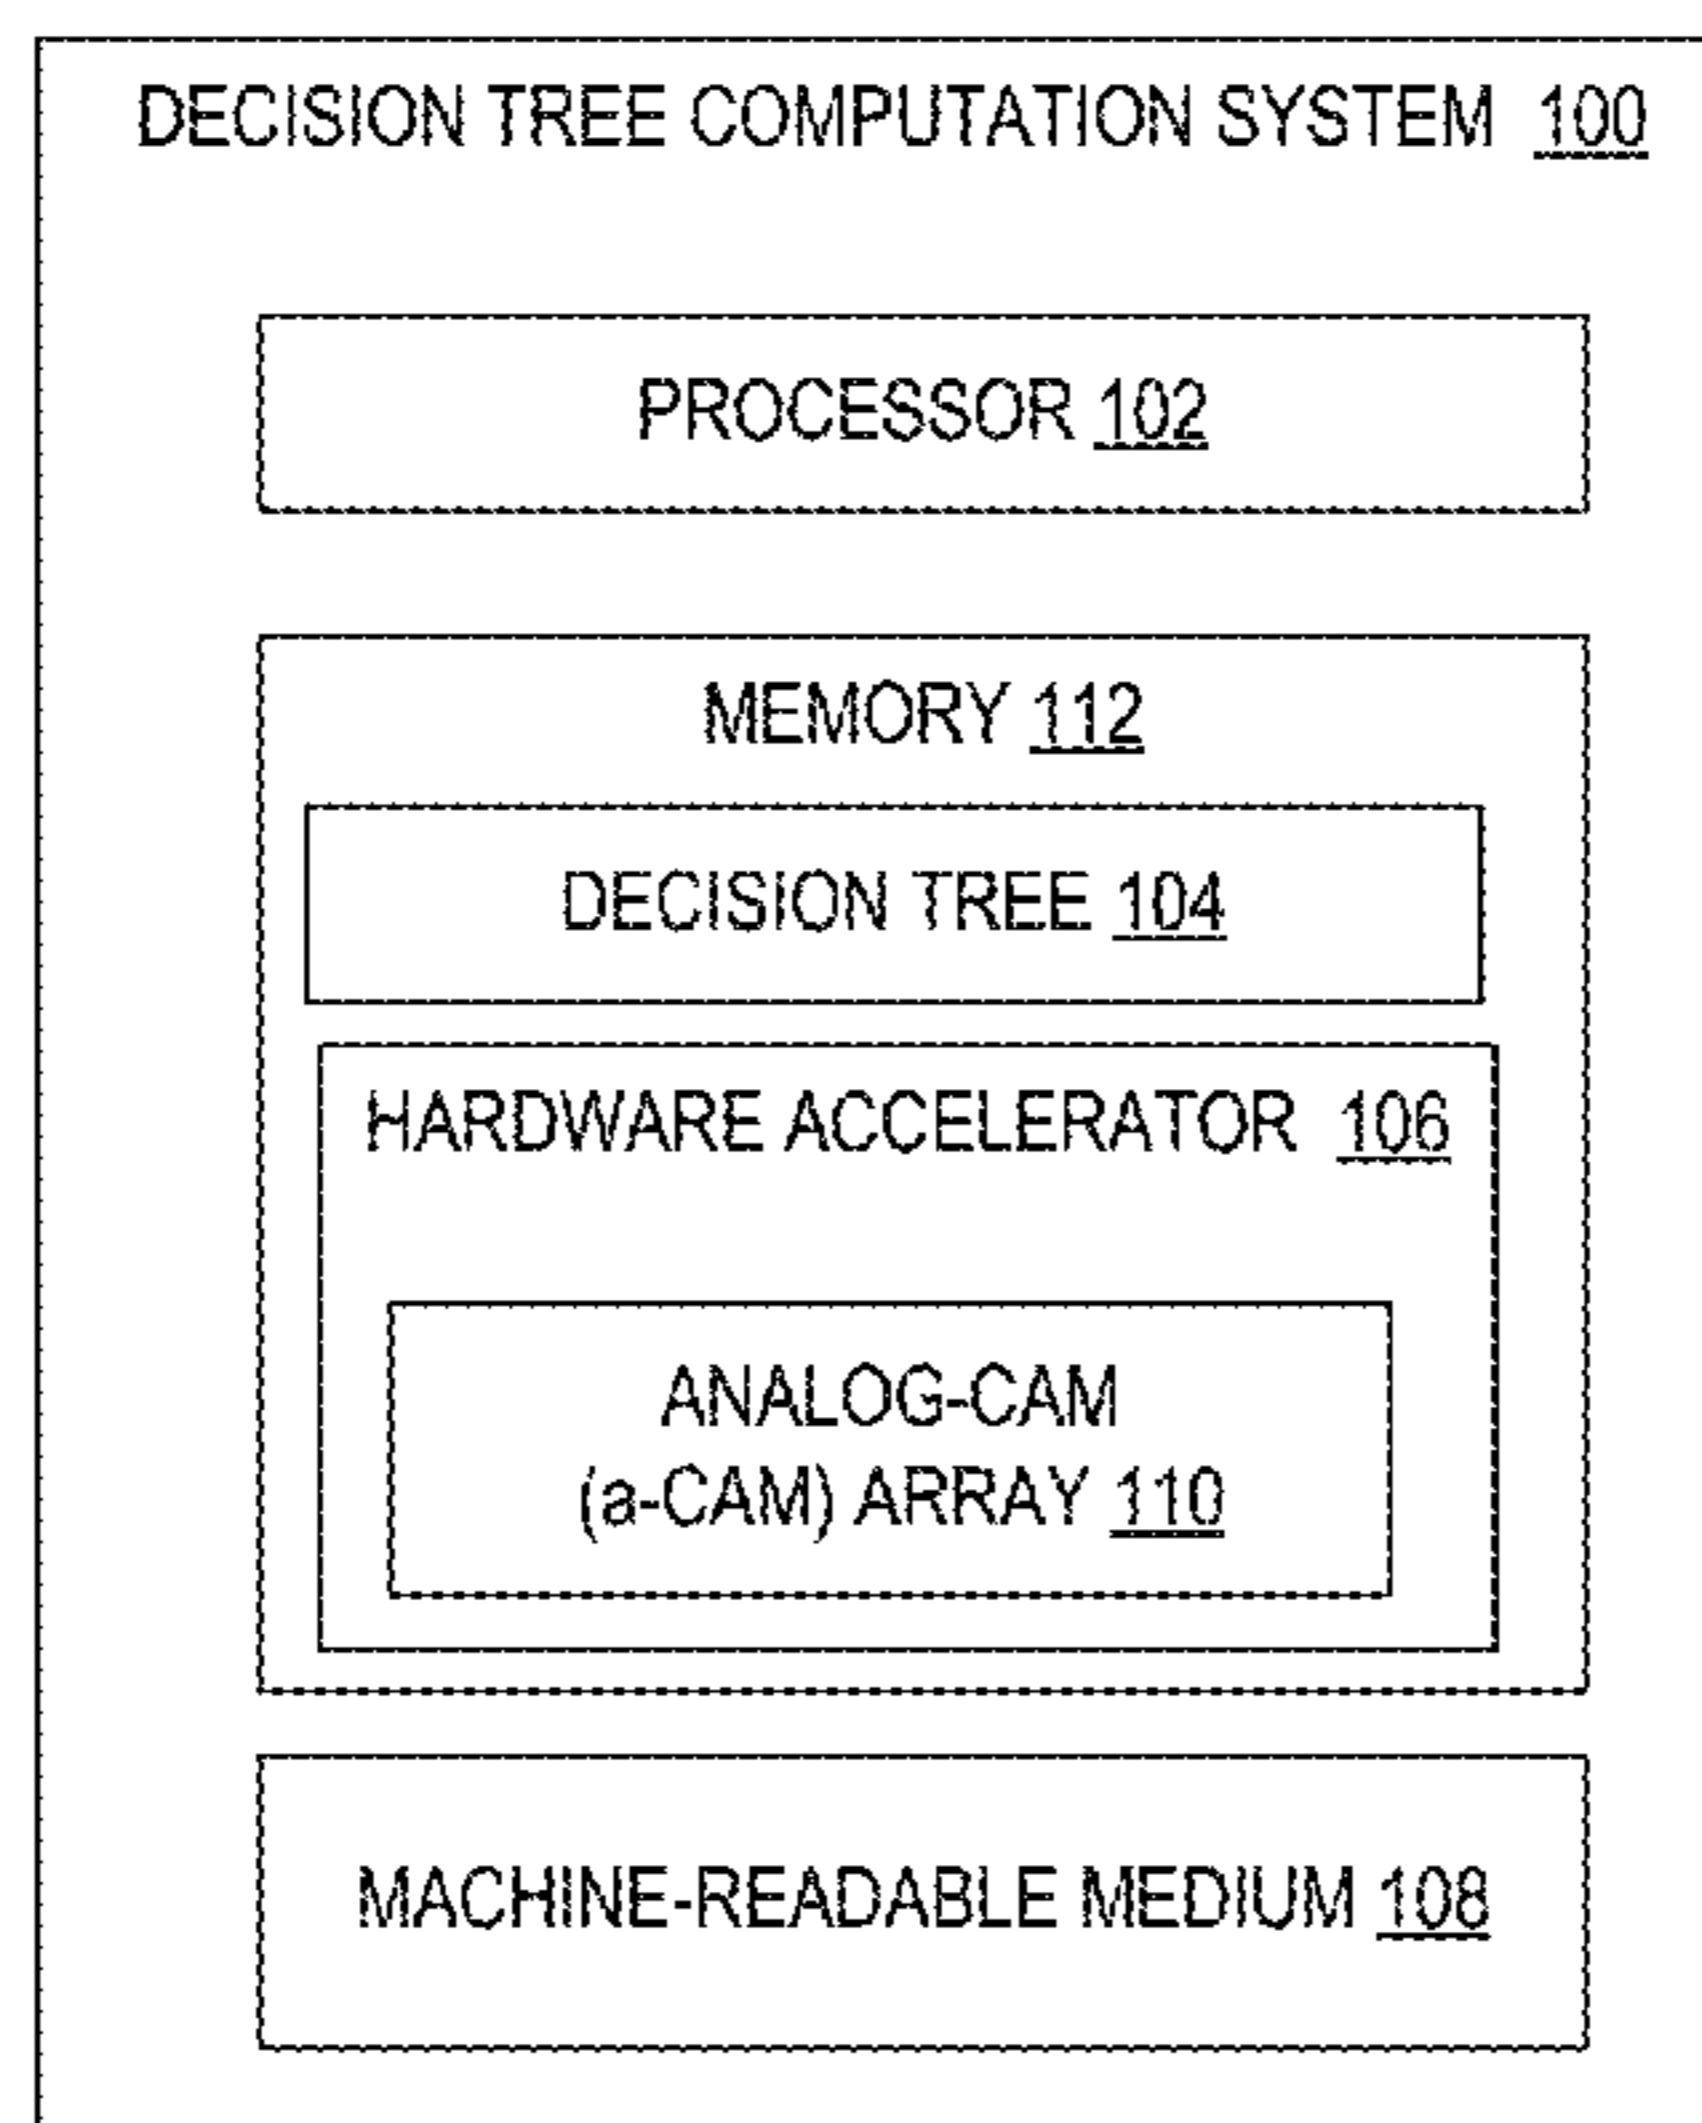 DECISION TREE COMPUTATION SYSTEM 100
PROCESSOR 102
MEMORY 112
DECISION TREE 104
HARDWARE ACCELERATOR 106
ANALOG-CAM
(a-CAM) ARRAY 110
MACHINE-READABLE MEDIUM 108